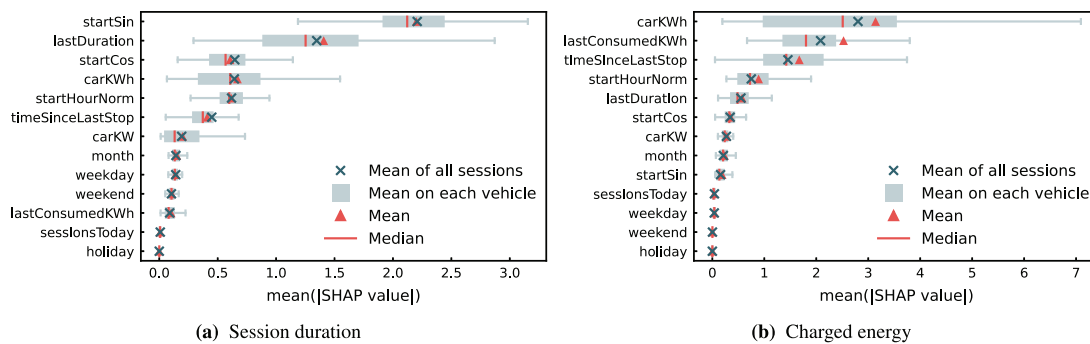 startSin
lastDuration
startCos
carKWh
startHourNorm
timeSinceLastStop
carKW
month
weekday
weekend
lastConsumedKWh
sessionsToday
holiday
Mean of all sessions
Mean on each vehicle
Mean
Median
0.0 0.5 1.0 1.5 2.0 2.5 3.0
mean(|SHAP value|)
(a) Session duration
carKWh
lastConsumedKWh
timeSInceLastStop
startHourNorm
lastDuration
startCos
carKW
month
startSin
sessionsToday
weekday
weekend
holiday
Mean of all sessions
Mean on each vehicle
Mean
Median
0 1 2 3 4 5 6 7
mean(|SHAP value|)
(b) Charged energy